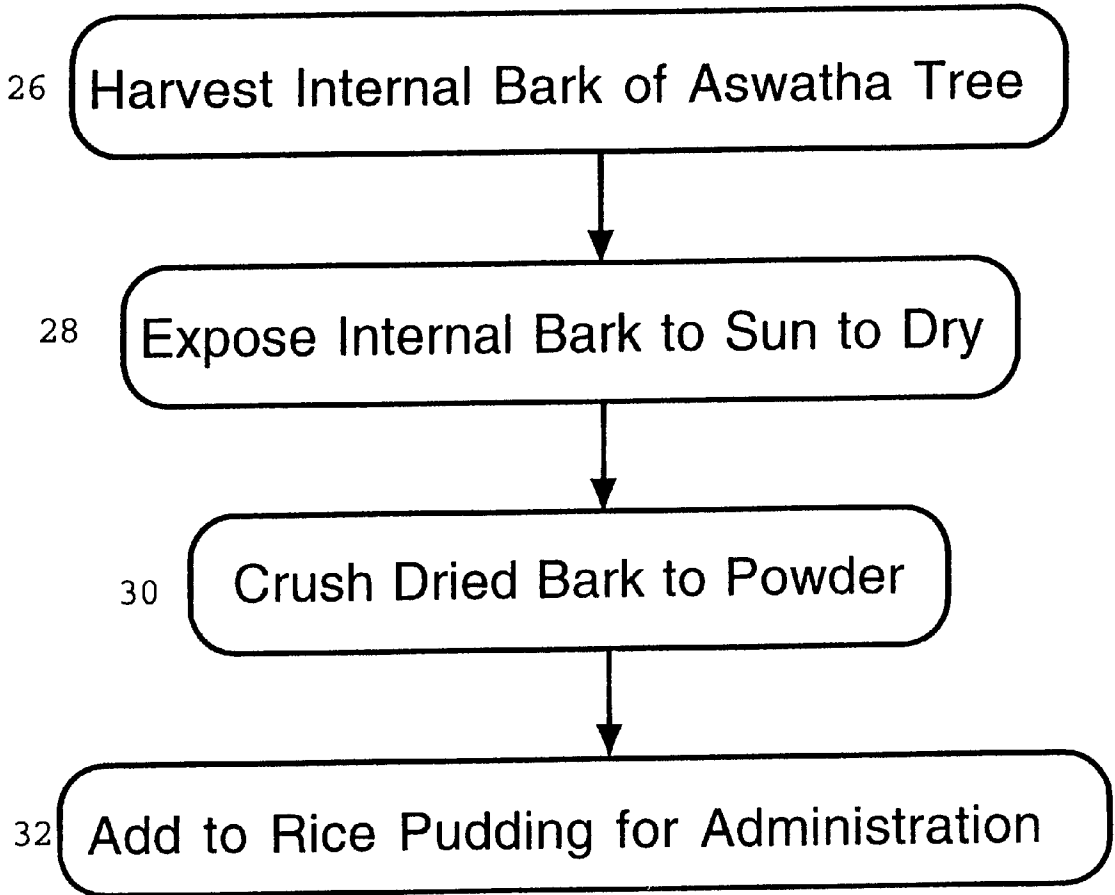 26 Harvest Internal Bark of Aswatha Tree
28 Expose Internal Bark to Sun to Dry
30 Crush Dried Bark to Powder
32 Add to Rice Pudding for Administration